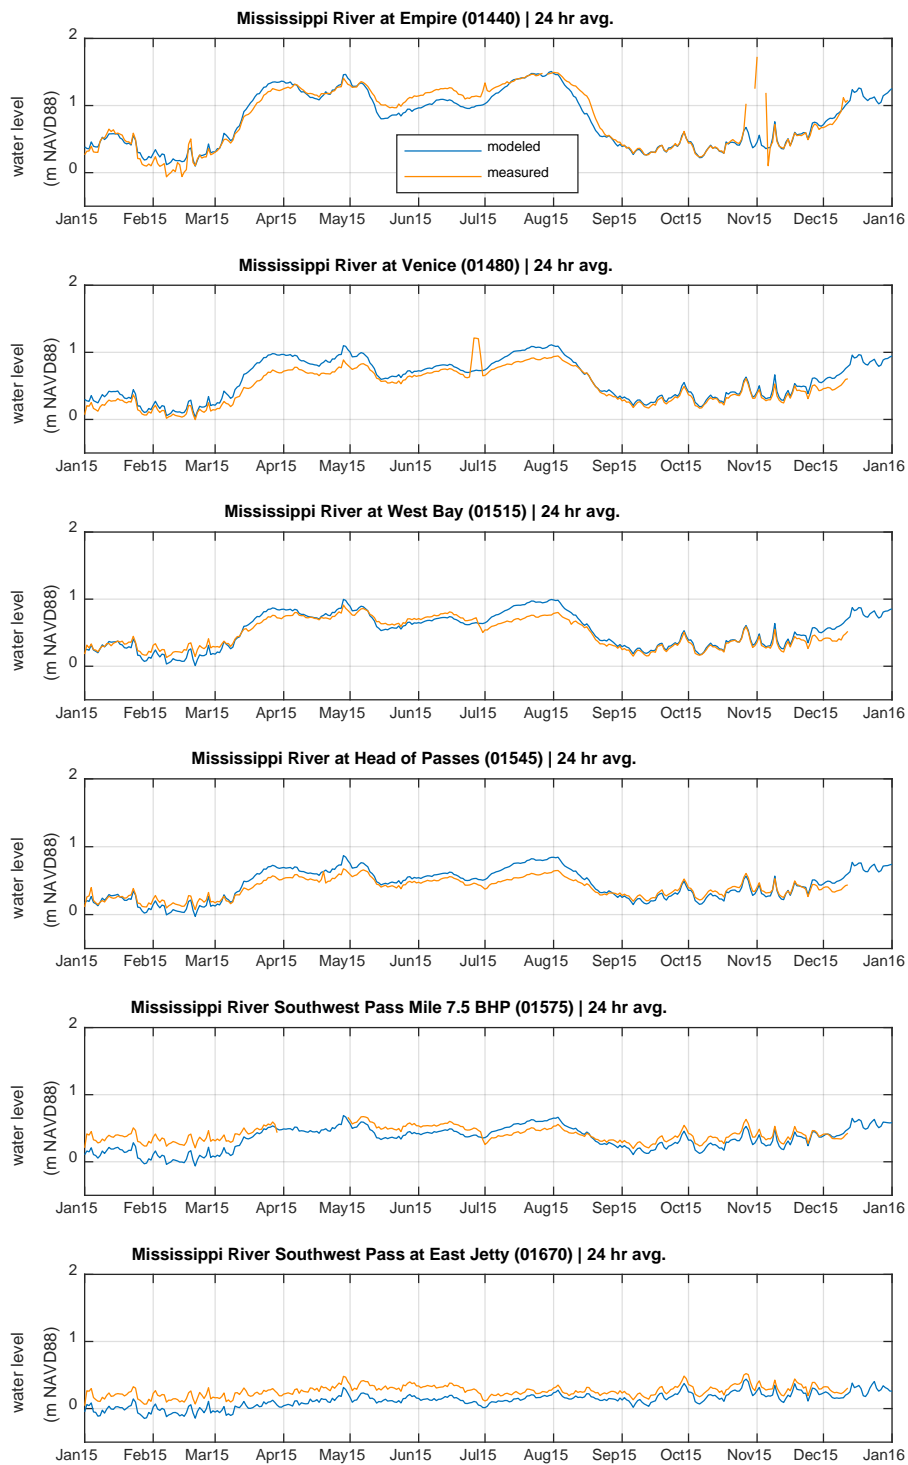 Mississippi River at Empire (01440) | 24 hr avg.
water level
(m NAVD88)
2
1
0
modeled
measured
Jan15 Feb15 Mar15 Apr15 May15 Jun15 Jul15 Aug15 Sep15 Oct15 Nov15 Dec15 Jan16
Mississippi River at Venice (01480) | 24 hr avg.
water level
(m NAVD88)
2
1
0
Jan15 Feb15 Mar15 Apr15 May15 Jun15 Jul15 Aug15 Sep15 Oct15 Nov15 Dec15 Jan16
Mississippi River at West Bay (01515) | 24 hr avg.
water level
(m NAVD88)
2
1
0
Jan15 Feb15 Mar15 Apr15 May15 Jun15 Jul15 Aug15 Sep15 Oct15 Nov15 Dec15 Jan16
Mississippi River at Head of Passes (01545) | 24 hr avg.
water level
(m NAVD88)
2
1
0
Jan15 Feb15 Mar15 Apr15 May15 Jun15 Jul15 Aug15 Sep15 Oct15 Nov15 Dec15 Jan16
Mississippi River Southwest Pass Mile 7.5 BHP (01575) | 24 hr avg.
water level
(m NAVD88)
2
1
0
Jan15 Feb15 Mar15 Apr15 May15 Jun15 Jul15 Aug15 Sep15 Oct15 Nov15 Dec15 Jan16
Mississippi River Southwest Pass at East Jetty (01670) | 24 hr avg.
water level
(m NAVD88)
2
1
0
Jan15 Feb15 Mar15 Apr15 May15 Jun15 Jul15 Aug15 Sep15 Oct15 Nov15 Dec15 Jan16